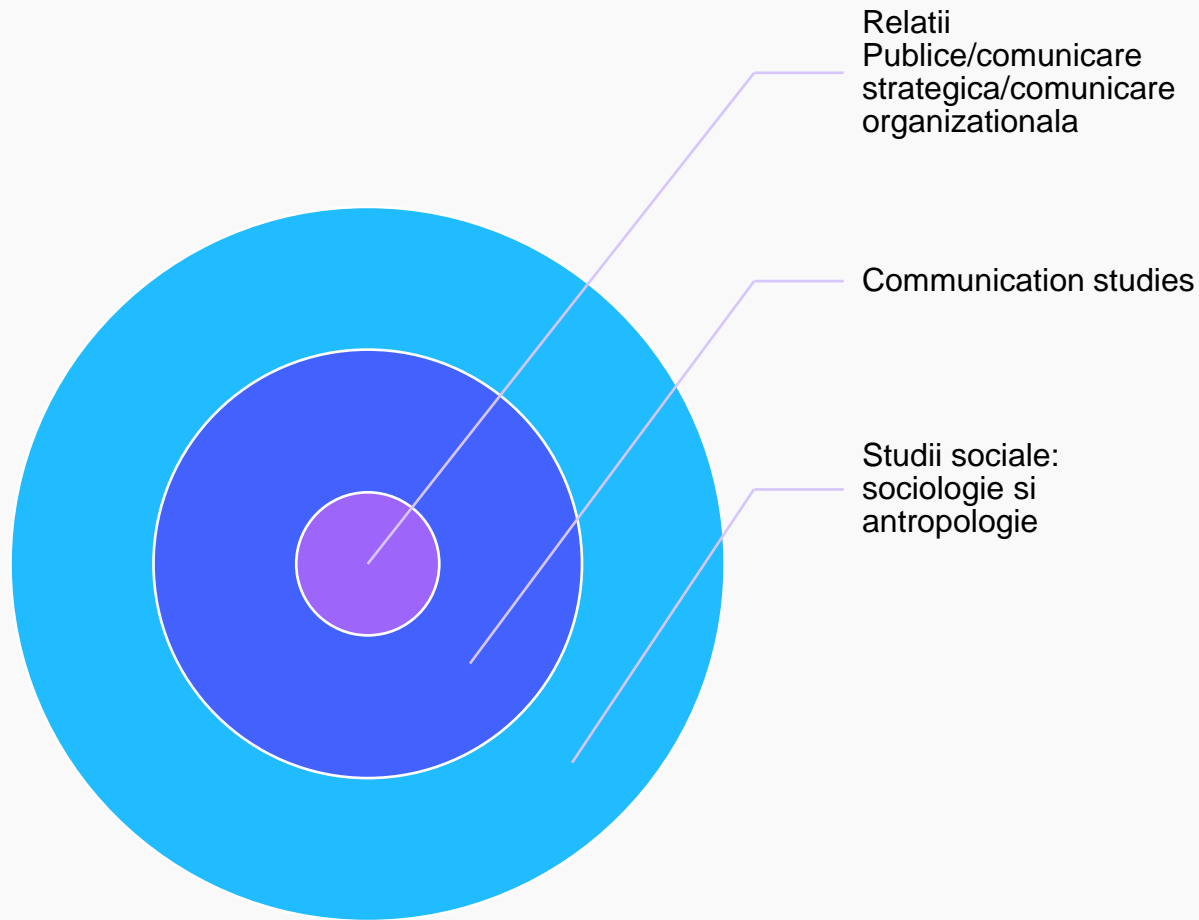 Relatii
Publice/comunicare
strategica/comunicare
organizationala
Communication studies
Studii sociale:
sociologie si
antropologie